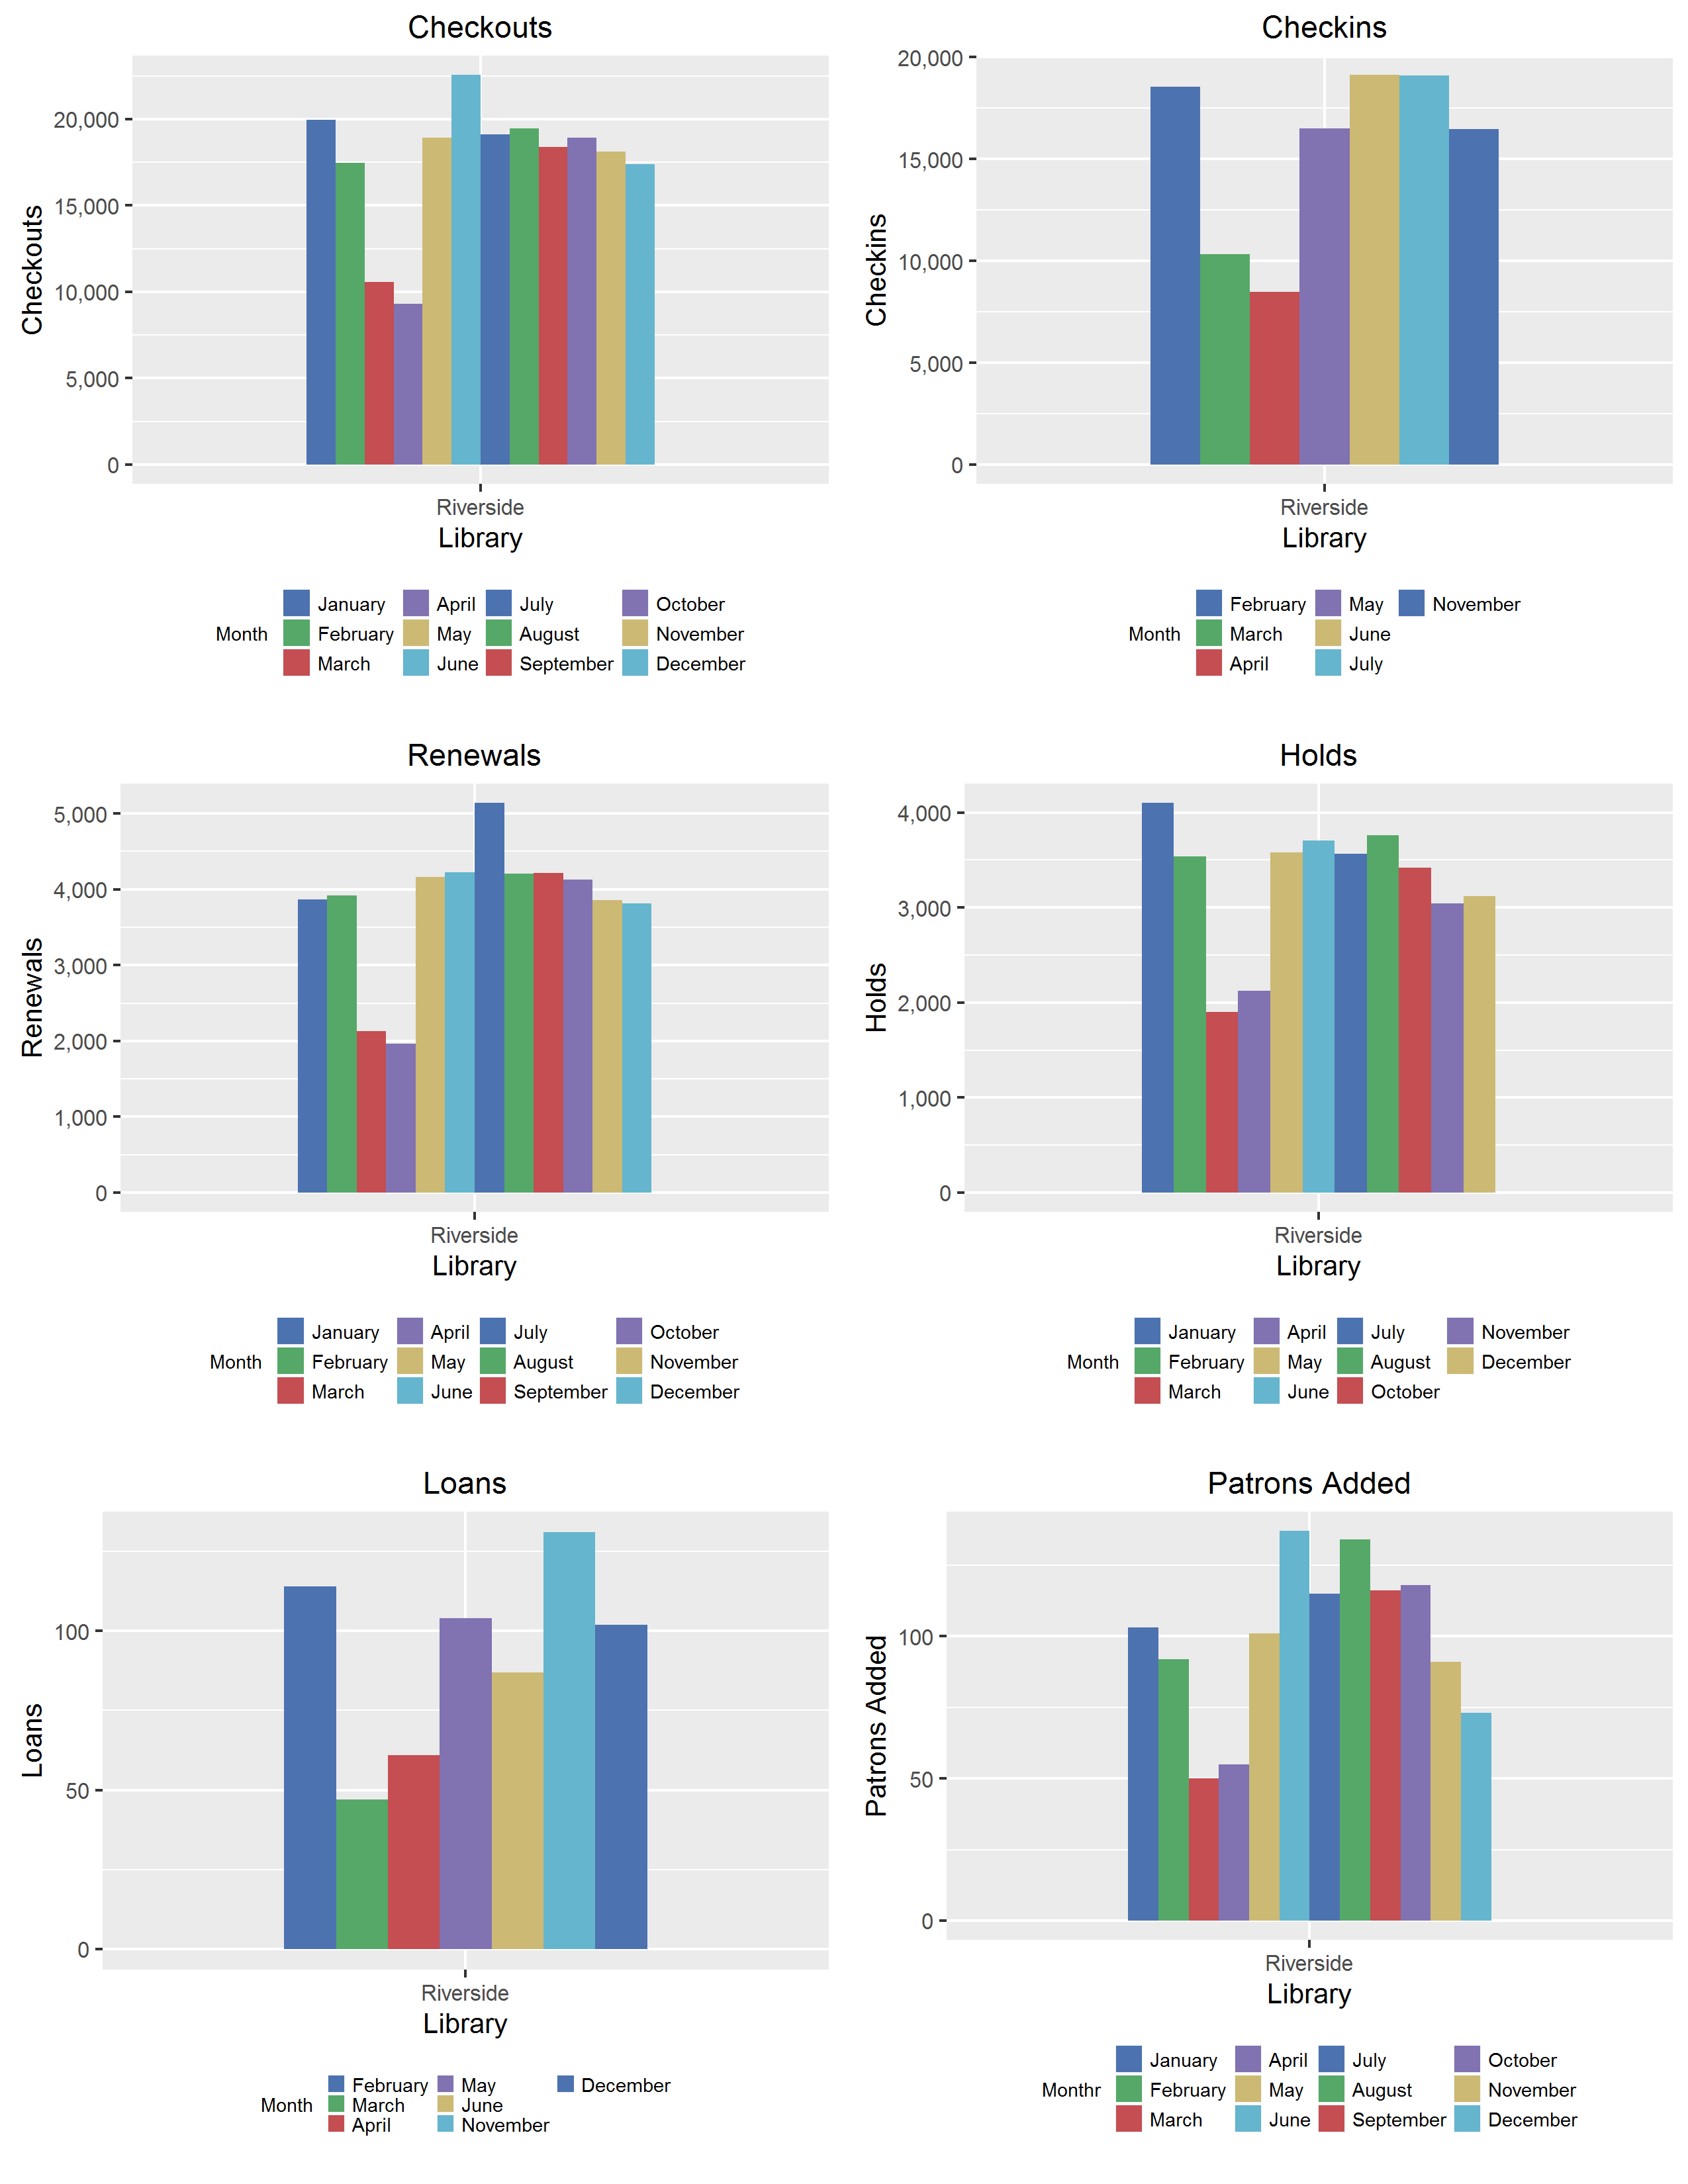 Checkouts
20,000
15,000
10,000
5,000
0
Checkouts
Riverside
Library
Month
January April July October
February May August November
March June September December
Checkins
20,000
15,000
10,000
5,000
0
Checkins
Riverside
Library
Month
February May November
March June
April July
Renewals
5,000
4,000
3,000
2,000
1,000
0
Renewals
Riverside
Library
Month
January April July October
February May August November
March June September December
Holds
4,000
3,000
2,000
1,000
0
Holds
Riverside
Library
Month
January April July November
February May August December
March June October
Loans
100
50
0
Loans
Riverside
Library
Month
February May December
March June
April November
Patrons Added
100
50
0
Patrons Added
Riverside
Library
Monthr
January April July October
February May August November
March June September December